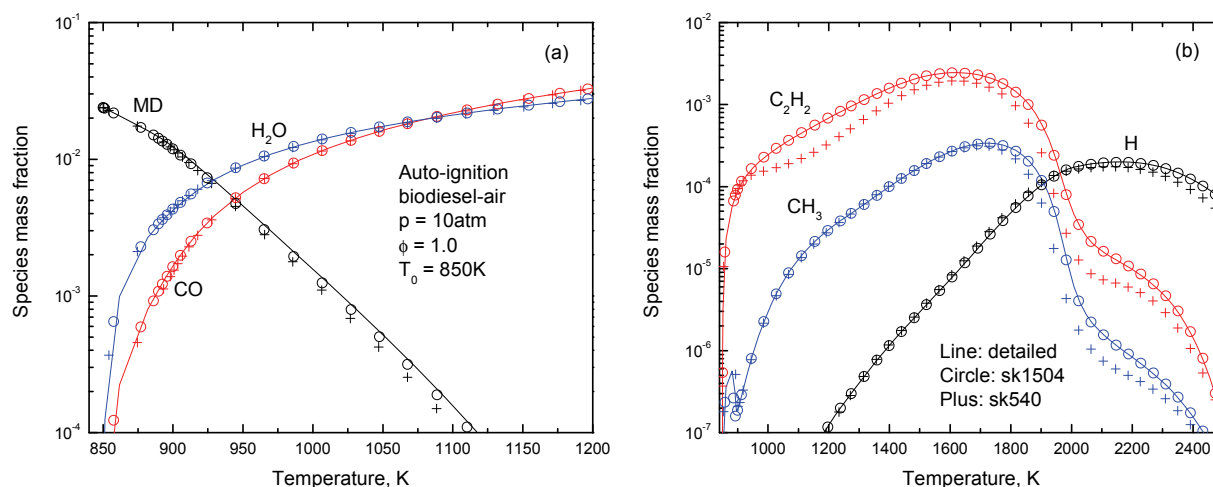 (a)
10^-1
10^-2
10^-3
10^-4
Species mass fraction
MD
H₂O
CO
Auto-ignition
biodiesel-air
p = 10atm
ϕ = 1.0
T₀ = 850K
850 900 950 1000 1050 1100 1150 1200
Temperature, K
(b)
10^-1
10^-2
10^-3
10^-4
10^-5
10^-6
10^-7
Species mass fraction
C₂H₂
H
CH₃
Line: detailed
Circle: sk1504
Plus: sk540
1000 1200 1400 1600 1800 2000 2200 2400
Temperature, K